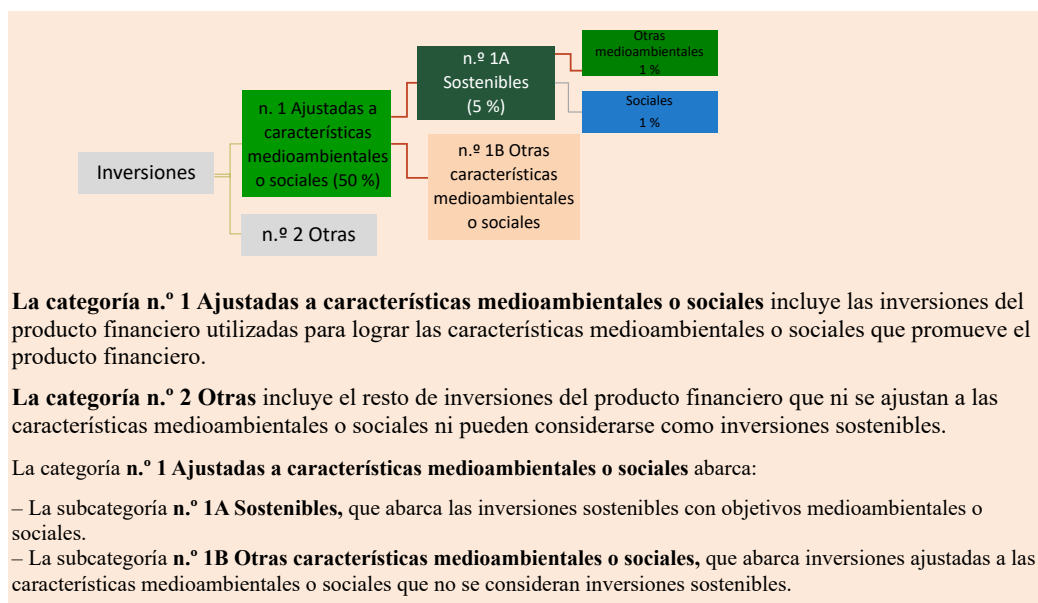 Otras
medioambientales
1 %
n.º 1A
Sostenibles
(5 %)
Sociales
1 %
n. 1 Ajustadas a
características
medioambientales
o sociales (50 %)
n.º 1B Otras
características
medioambientales
o sociales
Inversiones
n.º 2 Otras
La categoría n.º 1 Ajustadas a características medioambientales o sociales incluye las inversiones del
producto financiero utilizadas para lograr las características medioambientales o sociales que promueve el
producto financiero.
La categoría n.º 2 Otras incluye el resto de inversiones del producto financiero que ni se ajustan a las
características medioambientales o sociales ni pueden considerarse como inversiones sostenibles.
La categoría n.º 1 Ajustadas a características medioambientales o sociales abarca:
– La subcategoría n.º 1A Sostenibles, que abarca las inversiones sostenibles con objetivos medioambientales o
sociales.
– La subcategoría n.º 1B Otras características medioambientales o sociales, que abarca inversiones ajustadas a las
características medioambientales o sociales que no se consideran inversiones sostenibles.